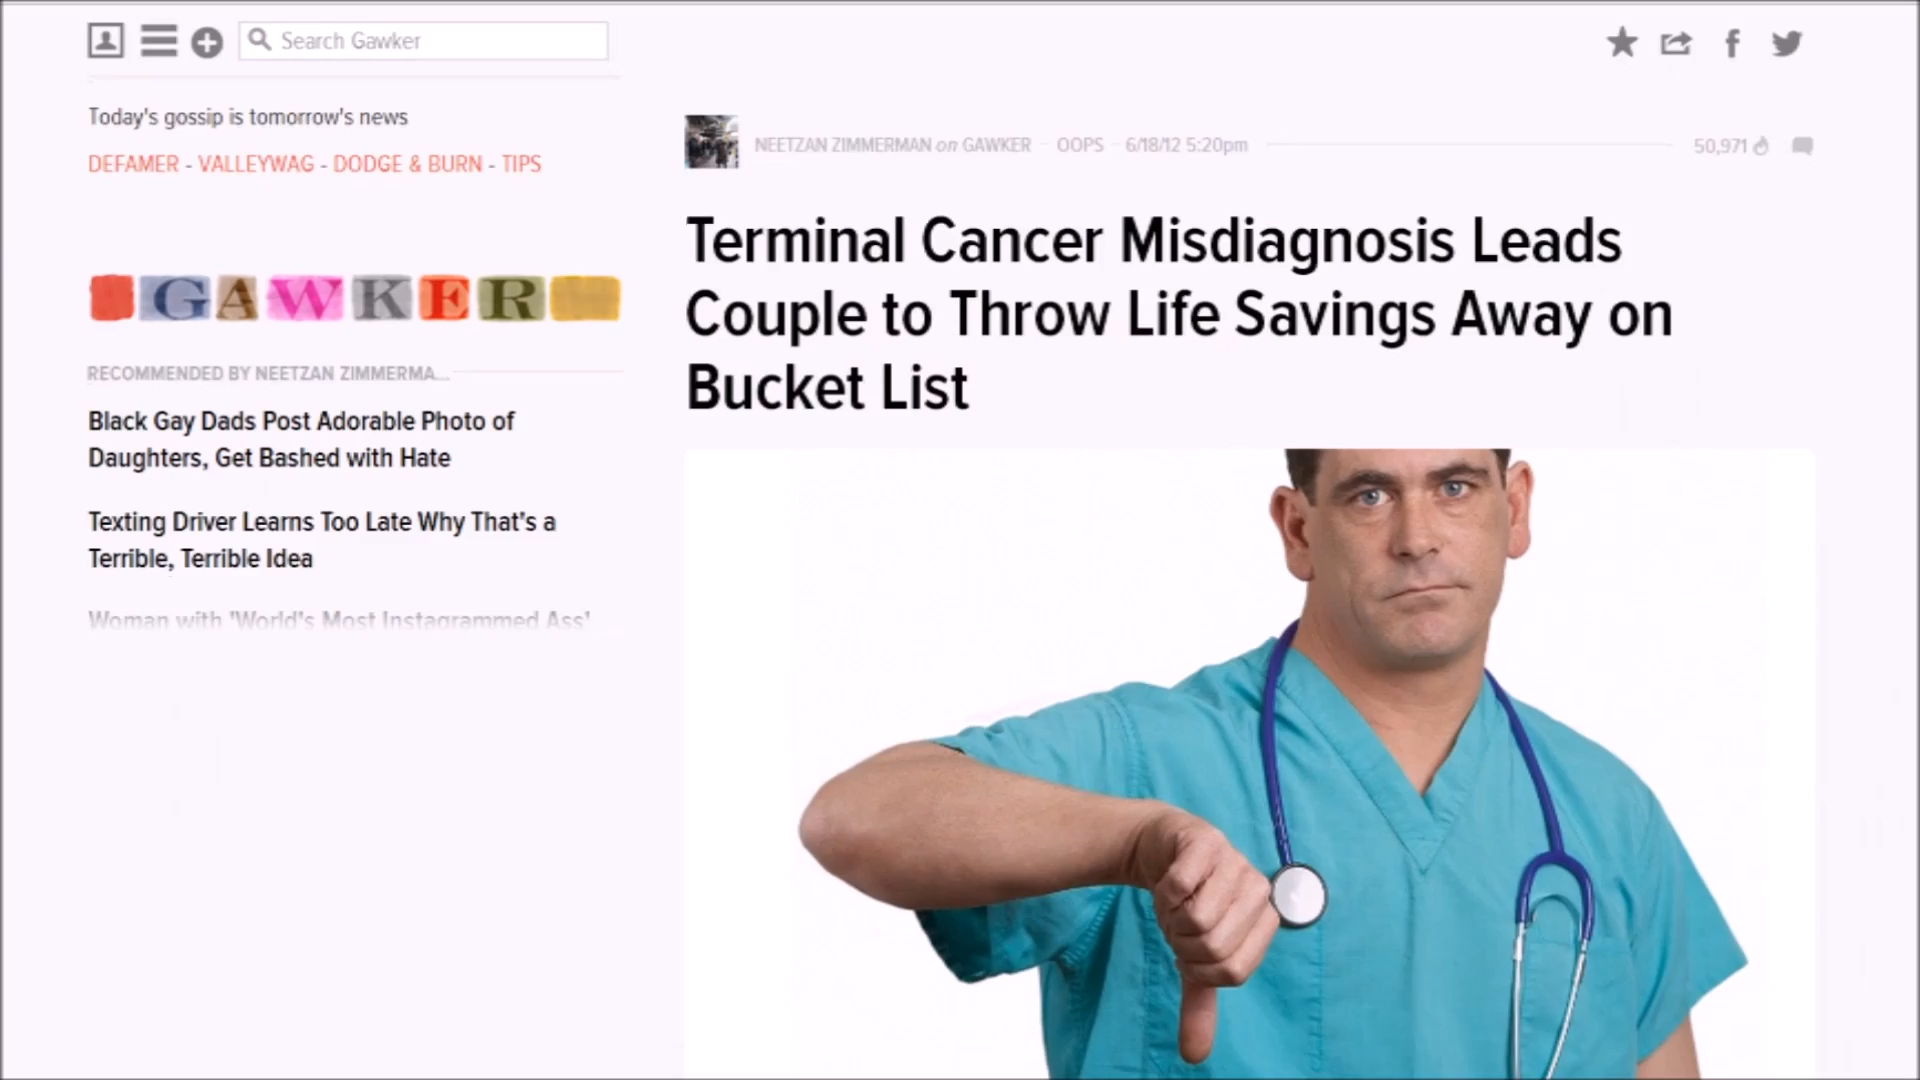 Search Gawker
Today's gossip is tomorrow's news
DEFAMER - VALLEYWAG - DODGE & BURN - TIPS
GAWKER
RECOMMENDED BY NEETZAN ZIMMERMA...
Black Gay Dads Post Adorable Photo of
Daughters, Get Bashed with Hate
Texting Driver Learns Too Late Why That's a
Terrible, Terrible Idea
Woman with 'World's Most Instagrammed Ass'
NEETZAN ZIMMERMAN on GAWKER - OOPS - 6/18/12 5:20pm
50,971
Terminal Cancer Misdiagnosis Leads
Couple to Throw Life Savings Away on
Bucket List